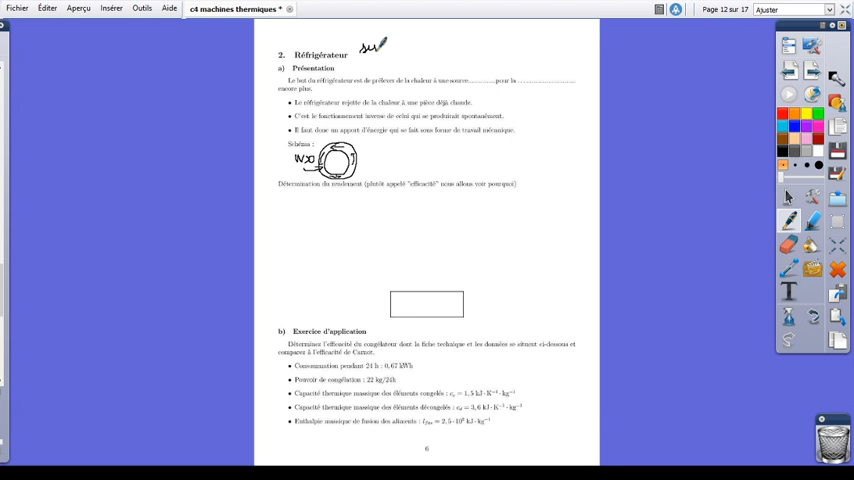 Fichier Éditer Aperçu Insérer Outils Aide c4 machines thermiques * Page 12 sur 17 Ajuster
2. Réfrigérateur su
a) Présentation
Le but du réfrigérateur est de prélever de la chaleur à une source............pour la .........................
encore plus.
• Le réfrigérateur rejette de la chaleur à une pièce déjà chaude.
• C'est le fonctionnement inverse de celui qui se produirait spontanément.
• Il faut donc un apport d'énergie qui se fait sous forme de travail mécanique.
Schéma :
Détermination du rendement (plutôt appelé "efficacité" nous allons voir pourquoi)
b) Exercice d'application
Déterminez l'efficacité du congélateur dont la fiche technique et les données se situent ci-dessous et
comparez à l'efficacité de Carnot.
• Consommation pendant 24 h : 0,67 kWh
• Pouvoir de congélation : 22 kg/24h
• Capacité thermique massique des éléments congelés : c_c = 1,5 kJ·K⁻¹·kg⁻¹
• Capacité thermique massique des éléments décongelés : c_d = 3,6 kJ·K⁻¹·kg⁻¹
• Enthalpie massique de fusion des aliments : l_fus = 2,5·10² kJ·kg⁻¹
6